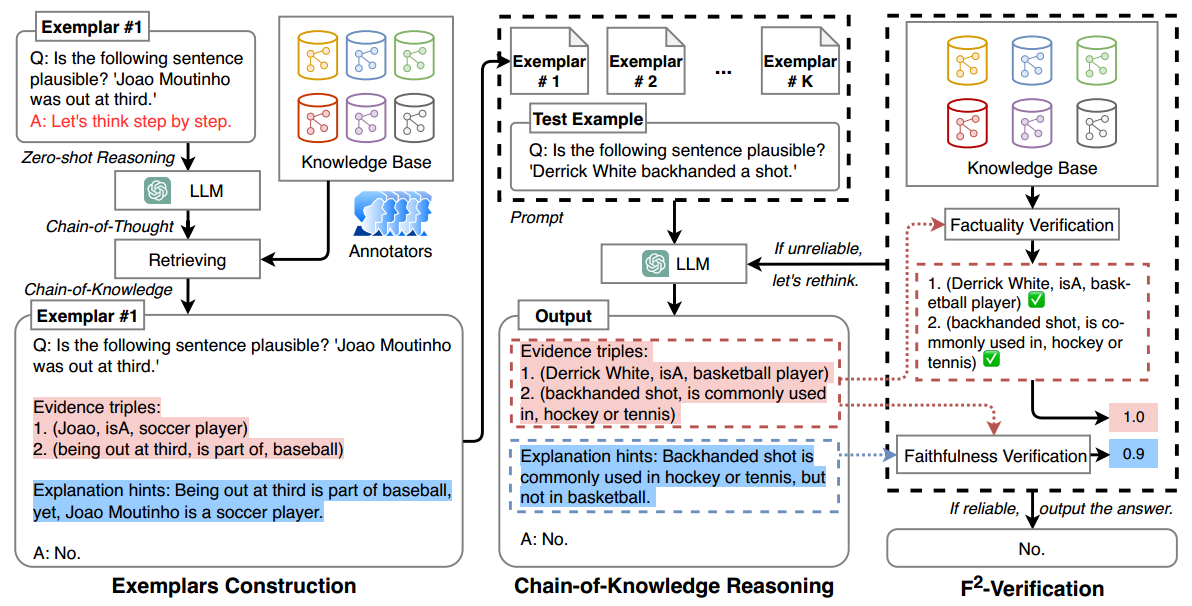 Exemplar #1
Q: Is the following sentence
plausible? 'Joao Moutinho
was out at third.'
A: Let's think step by step.
Zero-shot Reasoning
LLM
Chain-of-Thought
Retrieving
Chain-of-Knowledge
Knowledge Base
Annotators
Exemplar #1
Q: Is the following sentence plausible? 'Joao Moutinho
was out at third.'
Evidence triples:
1. (Joao, isA, soccer player)
2. (being out at third, is part of, baseball)
Explanation hints: Being out at third is part of baseball,
yet, Joao Moutinho is a soccer player.
A: No.
Exemplars Construction
Exemplar
# 1
Exemplar
# 2
...
Exemplar
# K
Test Example
Q: Is the following sentence plausible?
'Derrick White backhanded a shot.'
Prompt
LLM
If unreliable,
let's rethink.
Output
Evidence triples:
1. (Derrick White, isA, basketball player)
2. (backhanded shot, is commonly used
in, hockey or tennis)
Explanation hints: Backhanded shot is
commonly used in hockey or tennis, but
not in basketball.
A: No.
Chain-of-Knowledge Reasoning
Knowledge Base
Factuality Verification
1. (Derrick White, isA, bask-
etball player)
2. (backhanded shot, is co-
mmonly used in, hockey or
tennis)
1.0
Faithfulness Verification
0.9
If reliable, output the answer.
No.
F²-Verification